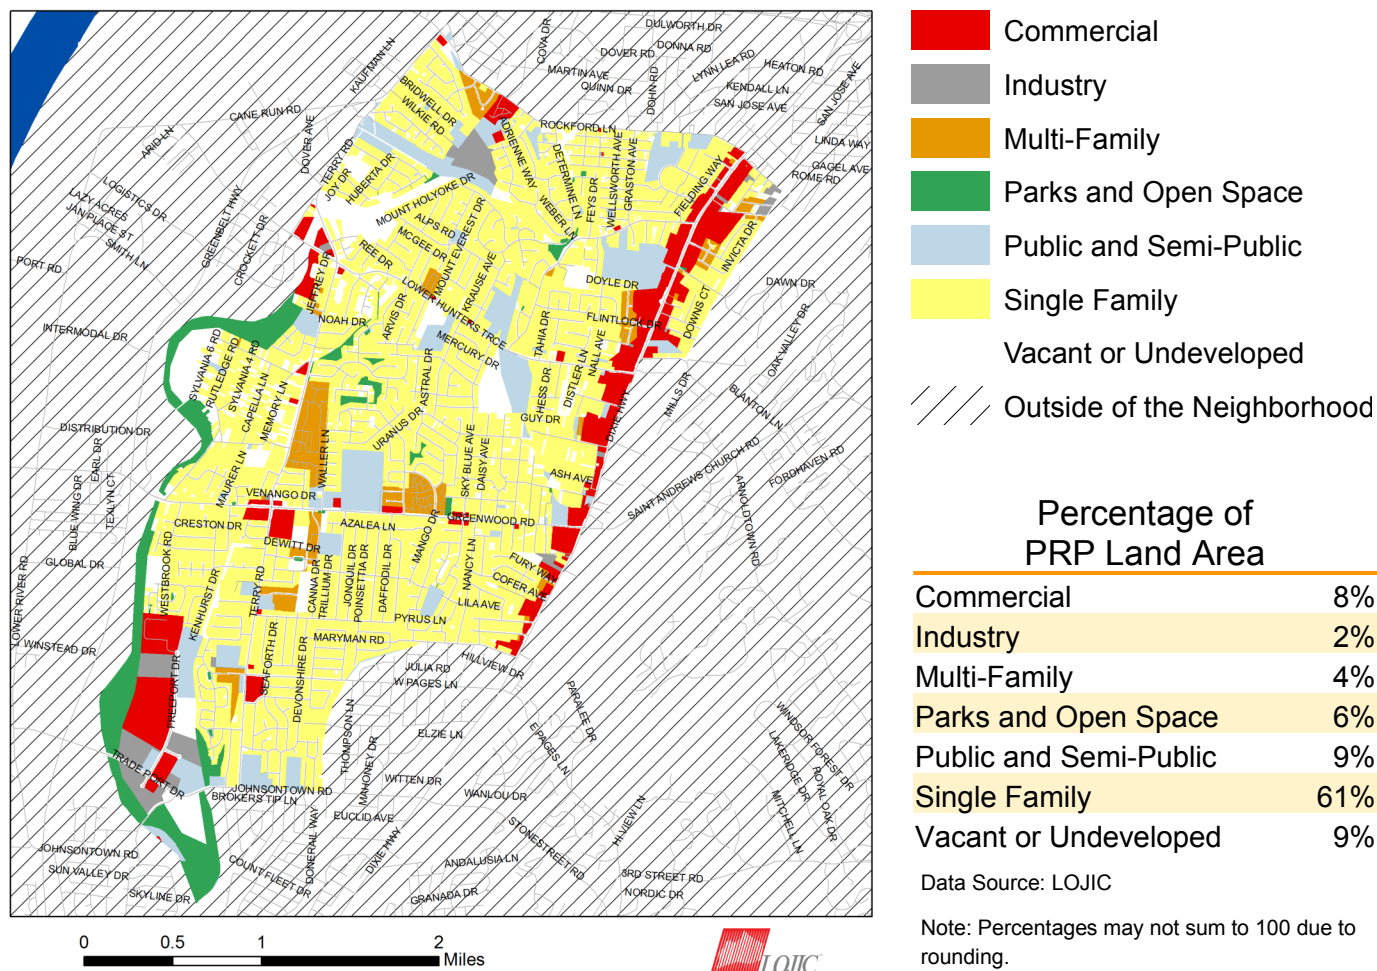 DULWORTH DR
COVA DR
DONNA RD
DOVER RD
LYNN LEA RD
HEATON RD
KAUFMAN LN
MARTIN AVE
QUINN DR
DOHN RD
KENDALL LN
SAN JOSE AVE
SAN JOSE AVE
BRIDWELL DR
WILKIE RD
CANE RUN RD
ARID LN
DOVER AVE
ROCKFORD LN
ADRIENNE WAY
LINDA WAY
GAGEL AVE
ROME RD
TERRY RD
JOY DR
HUBERTA DR
DETERMINE LN
FEYS DR
WELLSWORTH AVE
GRASTON AVE
FIELDING WAY
LOGISTICS DR
LAZY ACRES
JAN PLACE ST
SMITH LN
GREENBELT HWY
CROCKETT DR
MOUNT HOLYOKE DR
ALPS RD
MCGEE DR
REE DR
MOUNT EVEREST DR
WEBER LN
INVICTA DR
PORT RD
JEFFREY DR
KRAUSE AVE
LOWER HUNTERS TRCE
DOYLE DR
DAWN DR
INTERMODAL DR
NOAH DR
ARVIS DR
MERCURY DR
TAHIA DR
FLINTLOCK DR
NALL AVE
DOWNS CT
OAK VALLEY DR
SYLVANIA 6 RD
RUTLEDGE RD
SYLVANIA 4 RD
CAPELLA LN
MEMORY LN
ASTRAL DR
HESS DR
DISTLER LN
MILLS DR
BLANTON LN
DISTRIBUTION DR
URANUS DR
GUY DR
DIXIE HWY
EARL DR
TEXLYN CT
BLUE WING DR
MAURER LN
WALLER LN
SKY BLUE AVE
DAISY AVE
ASH AVE
SAINT ANDREWS CHURCH RD
FORDHAVEN RD
ARNOLDTOWN RD
VENANGO DR
CRESTON DR
AZALEA LN
MANGO DR
GREENWOOD RD
DEWITT DR
GLOBAL DR
WESTBROOK RD
KENHURST DR
TERRY RD
CANNA DR
TRILLIUM DR
JONQUIL DR
POINSETTIA DR
DAFFODIL DR
NANCY LN
FURY WAY
COFER AVE
LILA AVE
PYRUS LN
LOWER RIVER RD
WINSTEAD DR
MARYMAN RD
SEAFORTH DR
DEVONSHIRE DR
FREEPORT DR
JULIA RD
W PAGES LN
HILLVIEW DR
PARALEE DR
THOMPSON LN
ELZIE LN
E PAGES LN
WINDSOR FOREST DR
LAKERIDGE DR
ROYAL OAK DR
MITCHELL LN
TRADE PORT DR
MAHONEY DR
WITTEN DR
WANLOU DR
JOHNSONTOWN RD
BROKERS TIP LN
EUCLID AVE
HI-VIEW LN
STONESTREET RD
DONERAIL WAY
DIXIE HWY
JOHNSONTOWN RD
SUN VALLEY DR
SKYLINE DR
COUNT FLEET DR
ANDALUSIA LN
GRANADA DR
3RD STREET RD
NORDIC DR
0 0.5 1 2
Miles
LOJIC
Commercial
Industry
Multi-Family
Parks and Open Space
Public and Semi-Public
Single Family
Vacant or Undeveloped
Outside of the Neighborhood
Percentage of
PRP Land Area
Commercial 8%
Industry 2%
Multi-Family 4%
Parks and Open Space 6%
Public and Semi-Public 9%
Single Family 61%
Vacant or Undeveloped 9%
Data Source: LOJIC
Note: Percentages may not sum to 100 due to
rounding.